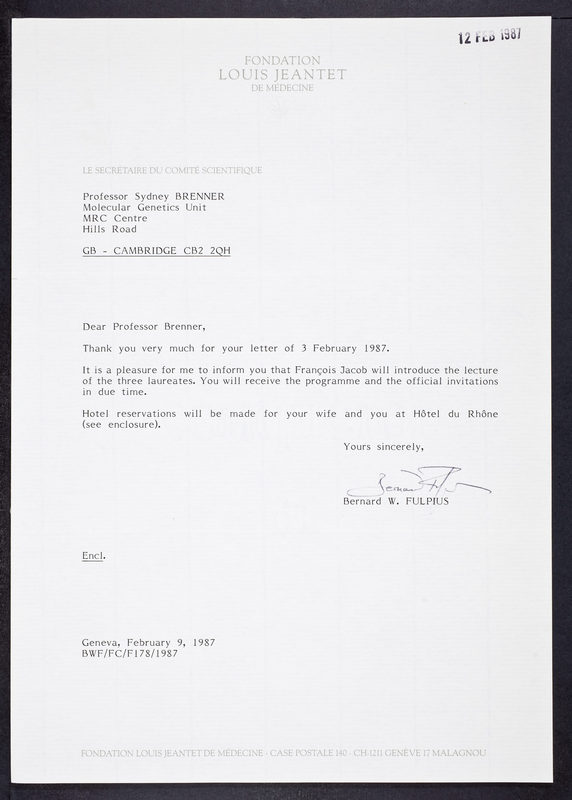 12 FEB 1987
FONDATION
LOUIS JEANTET
DE MÉDECINE
LE SECRÉTAIRE DU COMITÉ SCIENTIFIQUE
Professor Sydney BRENNER
Molecular Genetics Unit
MRC Centre
Hills Road
GB - CAMBRIDGE CB2 2QH
Dear Professor Brenner,
Thank you very much for your letter of 3 February 1987.
It is a pleasure for me to inform you that François Jacob will introduce the lecture
of the three laureates. You will receive the programme and the official invitations
in due time.
Hotel reservations will be made for your wife and you at Hôtel du Rhône
(see enclosure).
Yours sincerely,
Bernard W. FULPIUS
Encl.
Geneva, February 9, 1987
BWF/FC/F178/1987
FONDATION LOUIS JEANTET DE MÉDECINE · CASE POSTALE 140 · CH-1211 GENÈVE 17 MALAGNOU